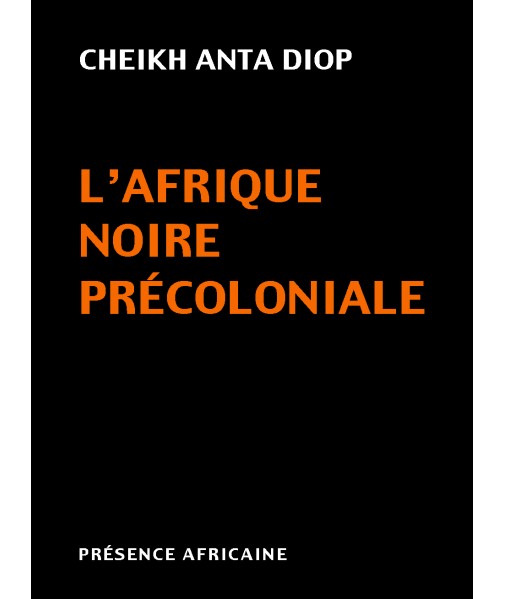 CHEIKH ANTA DIOP
L’AFRIQUE
NOIRE
PRÉCOLONIALE
PRÉSENCE AFRICAINE